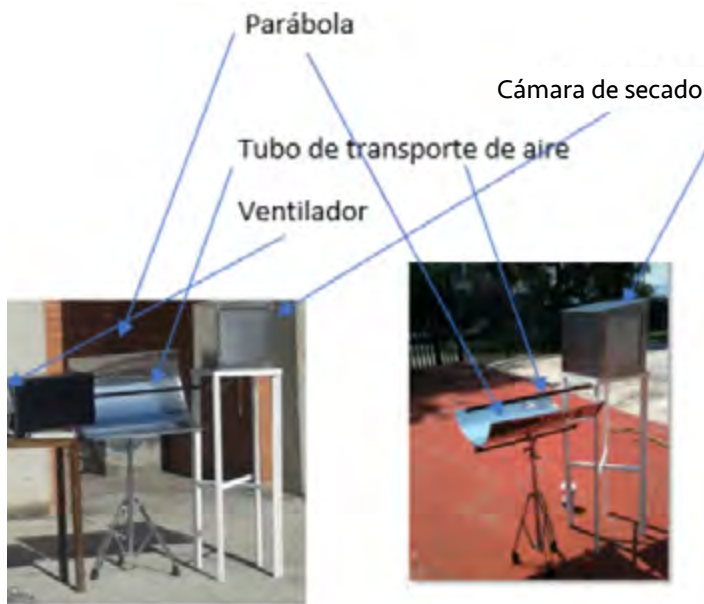 Parábola
Cámara de secado
Tubo de transporte de aire
Ventilador